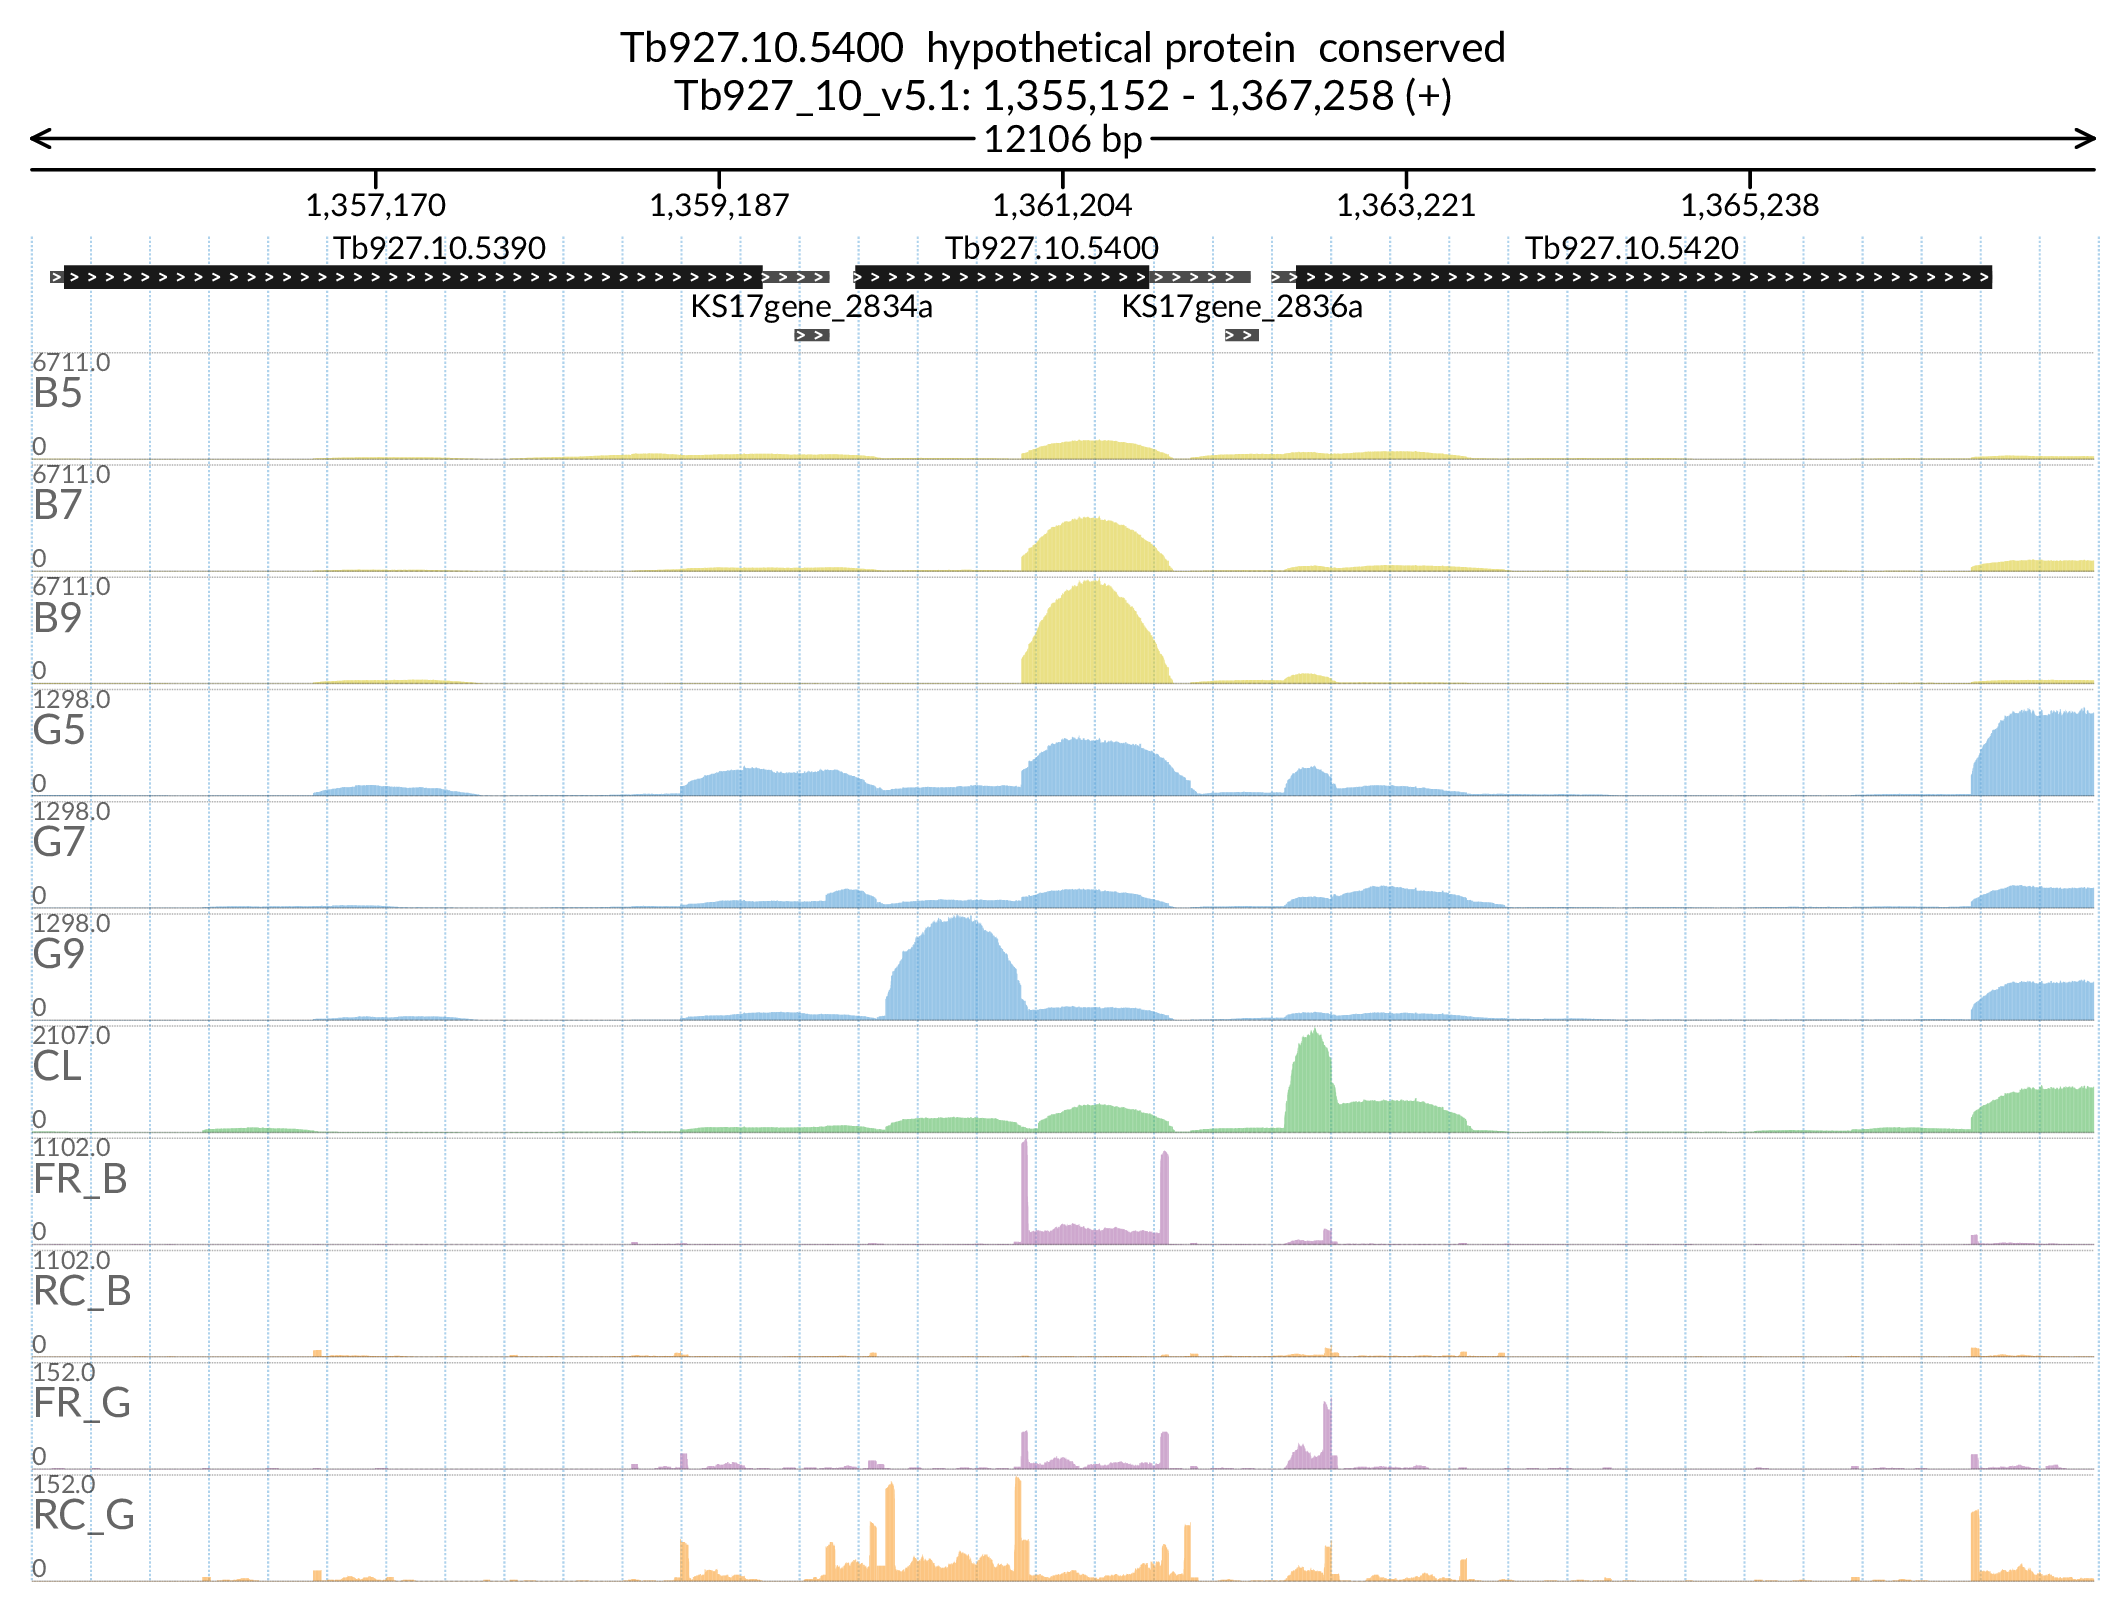 Tb927.10.5400  hypothetical protein  conserved
Tb927_10_v5.1: 1,355,152 - 1,367,258 (+)
12106 bp
1,357,170 1,359,187 1,361,204 1,363,221 1,365,238
Tb927.10.5390 Tb927.10.5400 Tb927.10.5420
KS17gene_2834a KS17gene_2836a
6711.0
B5
0
6711.0
B7
0
6711.0
B9
0
1298.0
G5
0
1298.0
G7
0
1298.0
G9
0
2107.0
CL
0
1102.0
FR_B
0
1102.0
RC_B
0
152.0
FR_G
0
152.0
RC_G
0